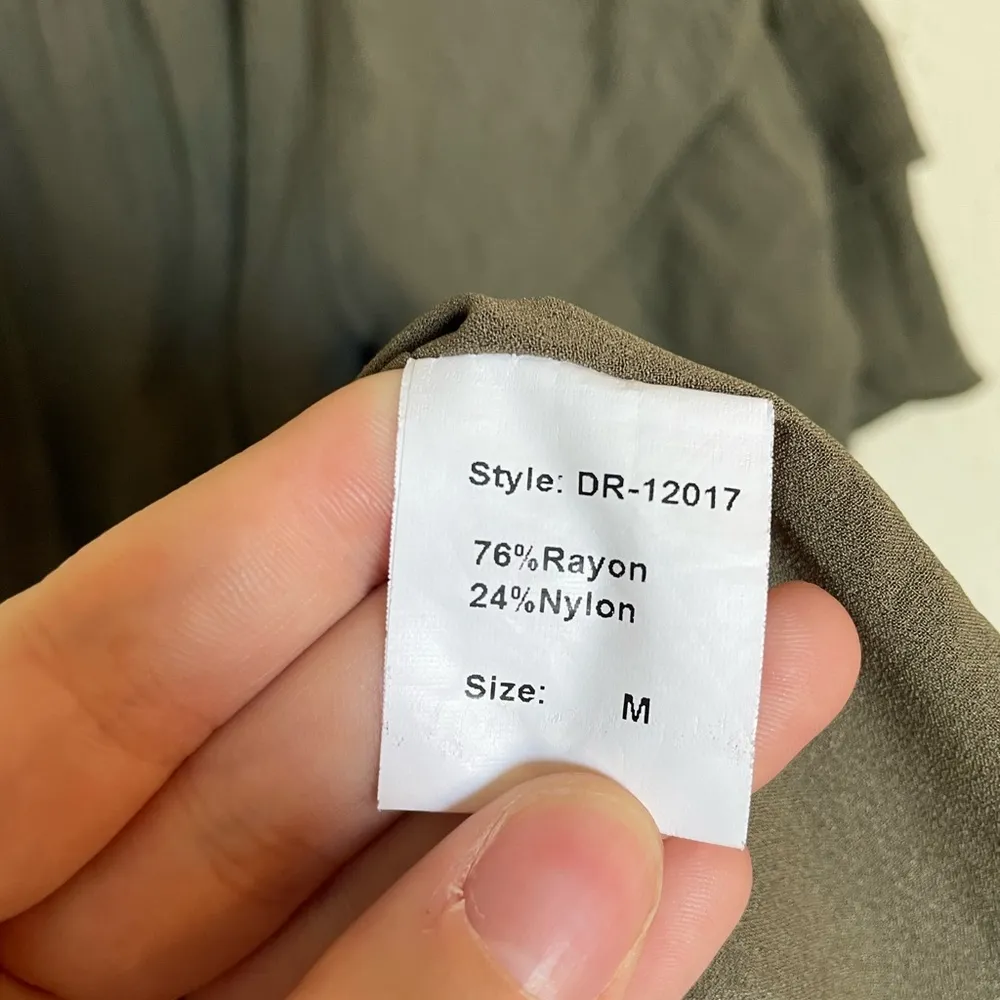 Style: DR-12017
76%Rayon
24%Nylon
Size: M